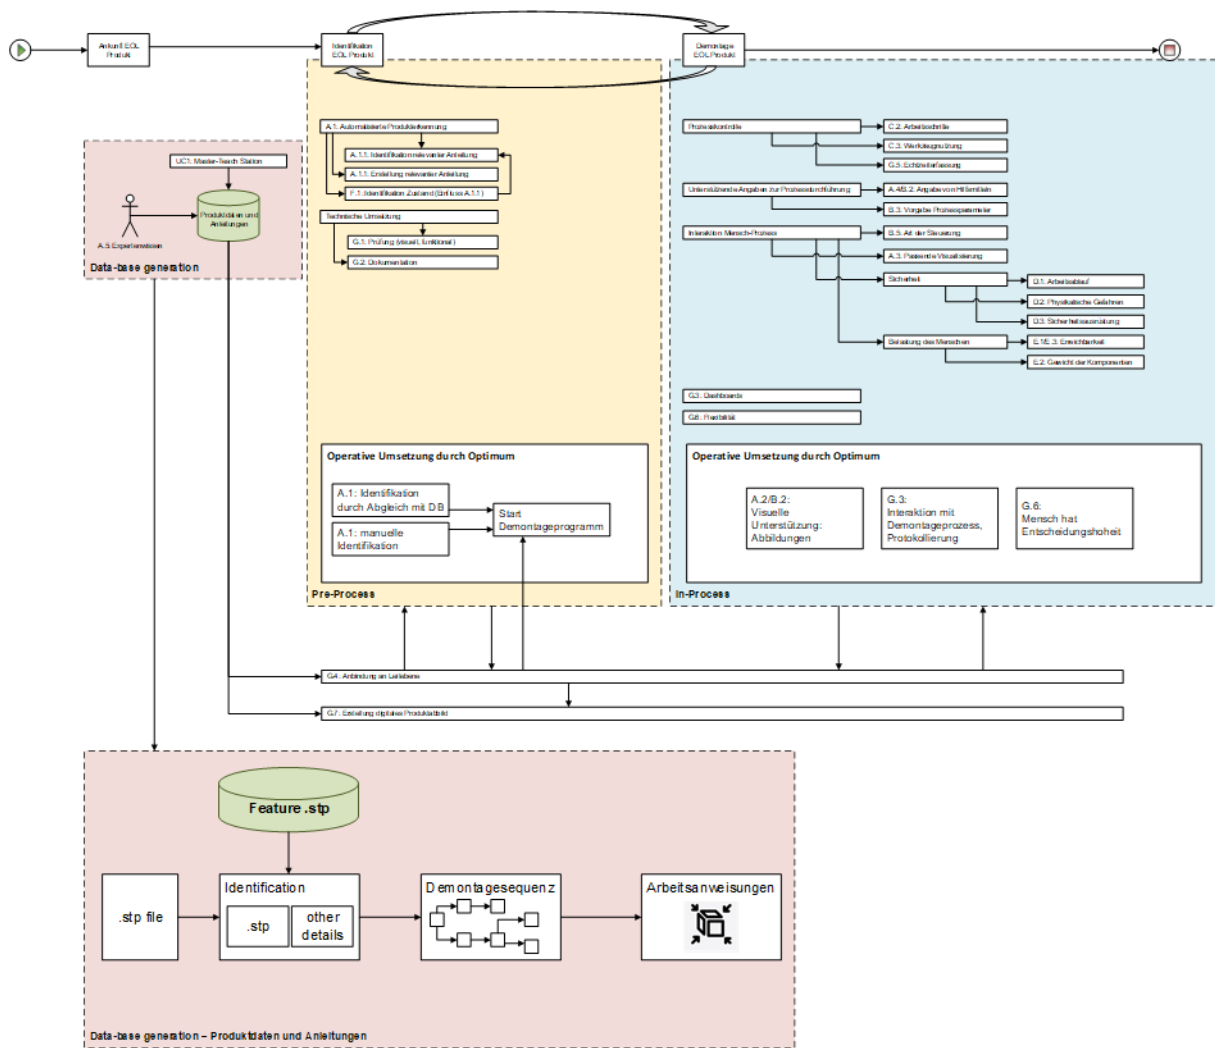 Ankunft EOL
Produkt
Identifikation
EOL Produkt
Demontage
EOL Produkt
A.1: Automatisierte Produkterkennung
A.1.1: Identifikation relevanter Anleitung
A.1.1: Erstellung relevanter Anleitung
F.1: Identifikation Zustand (Einfluss A.1.1)
Technische Umsetzung
G.1: Prüfung (visuell, funktional)
G.2: Dokumentation
Operative Umsetzung durch Optimum
A.1: Identifikation
durch Abgleich mit DB
A.1: manuelle
Identifikation
Start
Demontageprogramm
Pre-Process
Prozesskontrolle
C.2: Arbeitsschritte
C.3: Werkzeugnutzung
G.5: Echtzeiterfassung
Unterstützende Angaben zur Prozessdurchführung
A.4/B.2: Angabe von Hilfsmitteln
B.3: Vorgabe Prozessparameter
Interaktion Mensch-Prozess
B.5: Art der Steuerung
A.3: Passende Visualisierung
Sicherheit
D.1: Arbeitsablauf
D.2: Physikalische Gefahren
D.3: Sicherheitsausrüstung
Belastung des Menschen
E.1/E.3: Erreichbarkeit
E.2: Gewicht der Komponenten
G.3: Dashboards
G.6: Flexibilität
Operative Umsetzung durch Optimum
A.2/B.2:
Visuelle
Unterstützung:
Abbildungen
G.3:
Interaktion mit
Demontageprozess,
Protokollierung
G.6:
Mensch hat
Entscheidungshoheit
In-Process
UC1: Master-Teach Station
Produktdaten und
Anleitungen
A.5: Expertenwissen
Data-base generation
G.4: Anbindung an Leitebene
G.7: Erstellung digitales Produktabbild
Feature .stp
.stp file
Identification
.stp
other
details
Demontagesequenz
Arbeitsanweisungen
Data-base generation – Produktdaten und Anleitungen